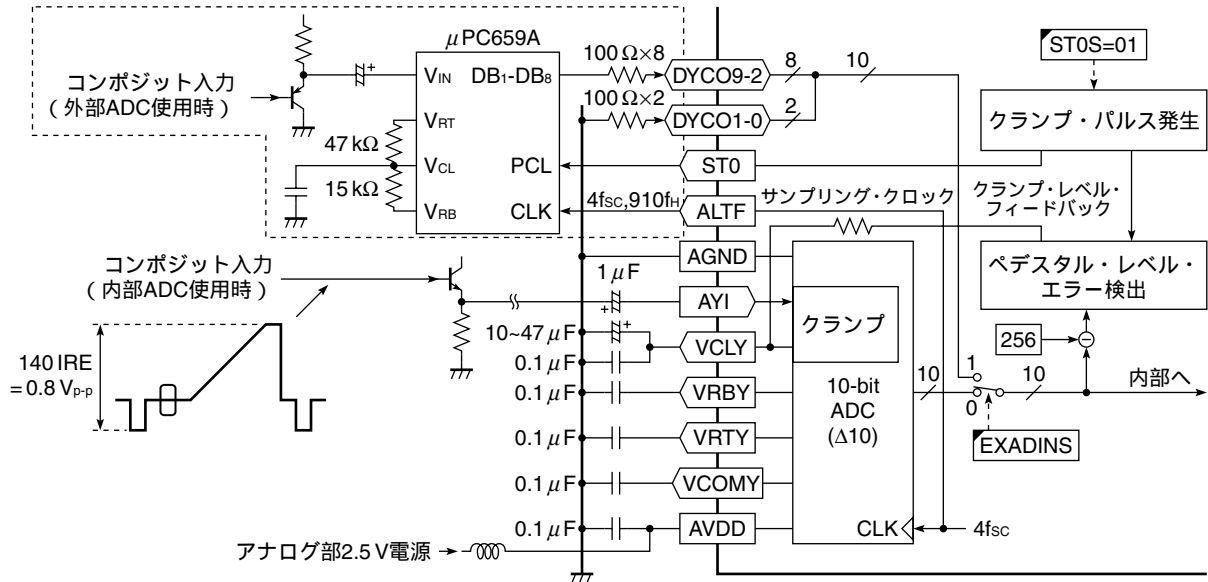 μPC659A
コンポジット入力
(外部ADC使用時)
VIN
DB1-DB8
VRT
47 kΩ
VCL
PCL
15 kΩ
VRB
CLK
100 Ω×8
DYCO9-2
8
10
100 Ω×2
DYCO1-0
2
ST0
4fSC,910fH
ALTF
サンプリング・クロック
ST0S=01
クランプ・パルス発生
クランプ・レベル・
フィードバック
ペデスタル・レベル・
エラー検出
256
−
コンポジット入力
(内部ADC使用時)
140 IRE
= 0.8 Vp-p
AGND
1 μF
+
AYI
クランプ
10~47 μF
+
VCLY
0.1 μF
0.1 μF
VRBY
0.1 μF
VRTY
0.1 μF
VCOMY
0.1 μF
AVDD
アナログ部2.5 V電源
10-bit
ADC
(Δ10)
CLK
4fSC
10
1
0
10
内部へ
EXADINS
+